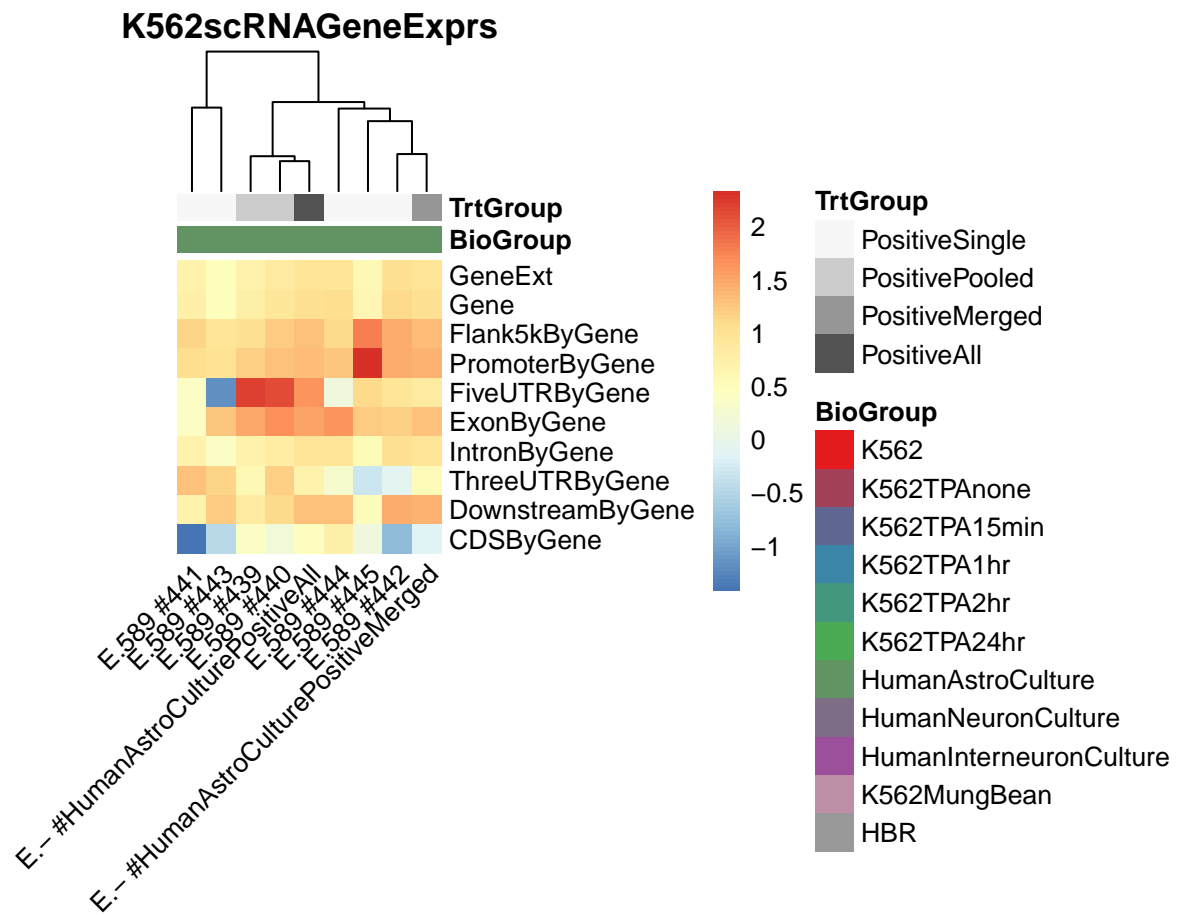 K562scRNAGeneExprs
TrtGroup
BioGroup
GeneExt
Gene
Flank5kByGene
PromoterByGene
FiveUTRByGene
ExonByGene
IntronByGene
ThreeUTRByGene
DownstreamByGene
CDSByGene
E.589 #441
E.589 #443
E.589 #439
E.589 #440
E.− #HumanAstroCulturePositiveAll
E.589 #444
E.589 #445
E.589 #442
E.− #HumanAstroCulturePositiveMerged
2
1.5
1
0.5
0
−0.5
−1
TrtGroup
PositiveSingle
PositivePooled
PositiveMerged
PositiveAll
BioGroup
K562
K562TPAnone
K562TPA15min
K562TPA1hr
K562TPA2hr
K562TPA24hr
HumanAstroCulture
HumanNeuronCulture
HumanInterneuronCulture
K562MungBean
HBR